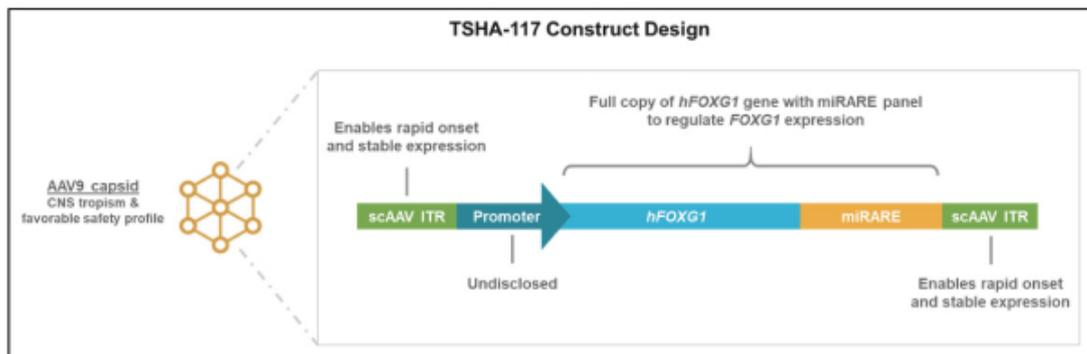 TSHA-117 Construct Design
Full copy of hFOXG1 gene with miRARE panel
to regulate FOXG1 expression
Enables rapid onset
and stable expression
AAV9 capsid
CNS tropism &
favorable safety profile
scAAV ITR Promoter hFOXG1 miRARE scAAV ITR
Undisclosed
Enables rapid onset
and stable expression